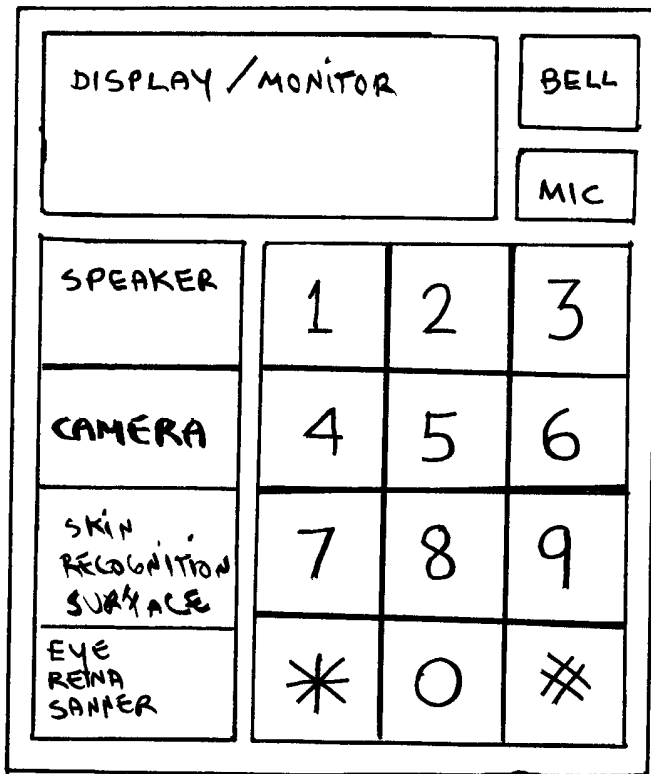 DISPLAY/MONITOR
BELL
MIC
SPEAKER
1 2 3
CAMERA
4 5 6
SKIN
RECOGNITION
SURFACE
7 8 9
EYE
REINA
SANNER
* 0 #